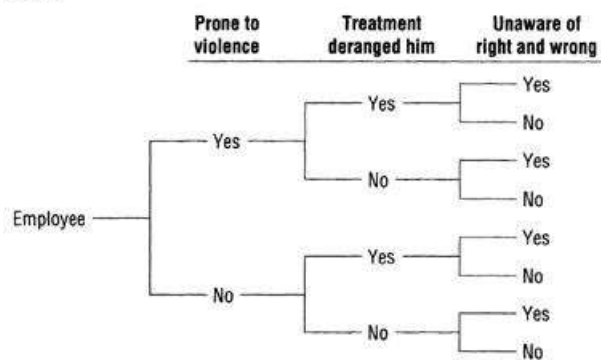 Prone to violence
Treatment deranged him
Unaware of right and wrong
Yes
Yes
Yes
No
No
Yes
No
Employee
No
Yes
Yes
No
No
Yes
No